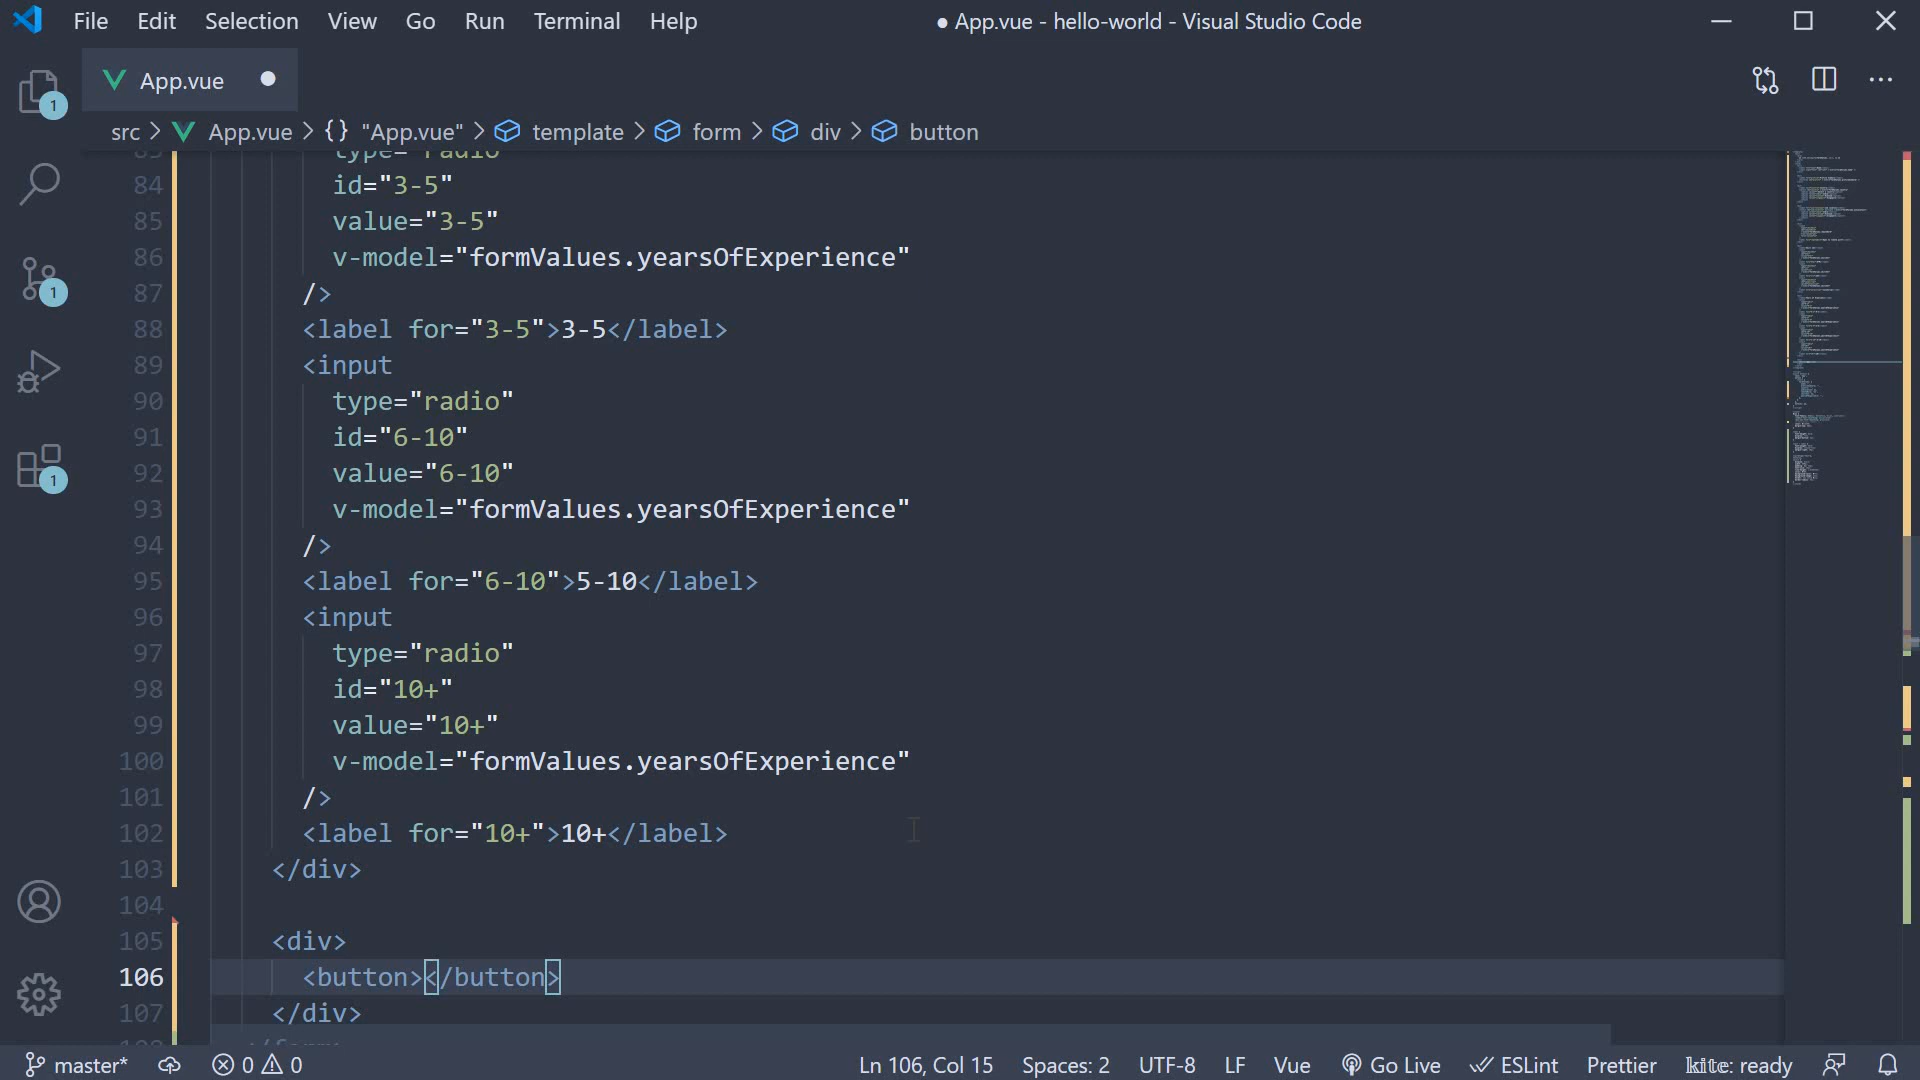 File Edit Selection View Go Run Terminal Help ● App.vue - hello-world - Visual Studio Code
App.vue
src > App.vue > {} "App.vue" > template > form > div > button
84 id="3-5"
85 value="3-5"
86 v-model="formValues.yearsOfExperience"
87 />
88 <label for="3-5">3-5</label>
89 <input
90 type="radio"
91 id="6-10"
92 value="6-10"
93 v-model="formValues.yearsOfExperience"
94 />
95 <label for="6-10">5-10</label>
96 <input
97 type="radio"
98 id="10+"
99 value="10+"
100 v-model="formValues.yearsOfExperience"
101 />
102 <label for="10+">10+</label>
103 </div>
104
105 <div>
106 <button></button>
107 </div>
1
1
1
master* 0 0 Ln 106, Col 15 Spaces: 2 UTF-8 LF Vue Go Live ESLint Prettier kite: ready